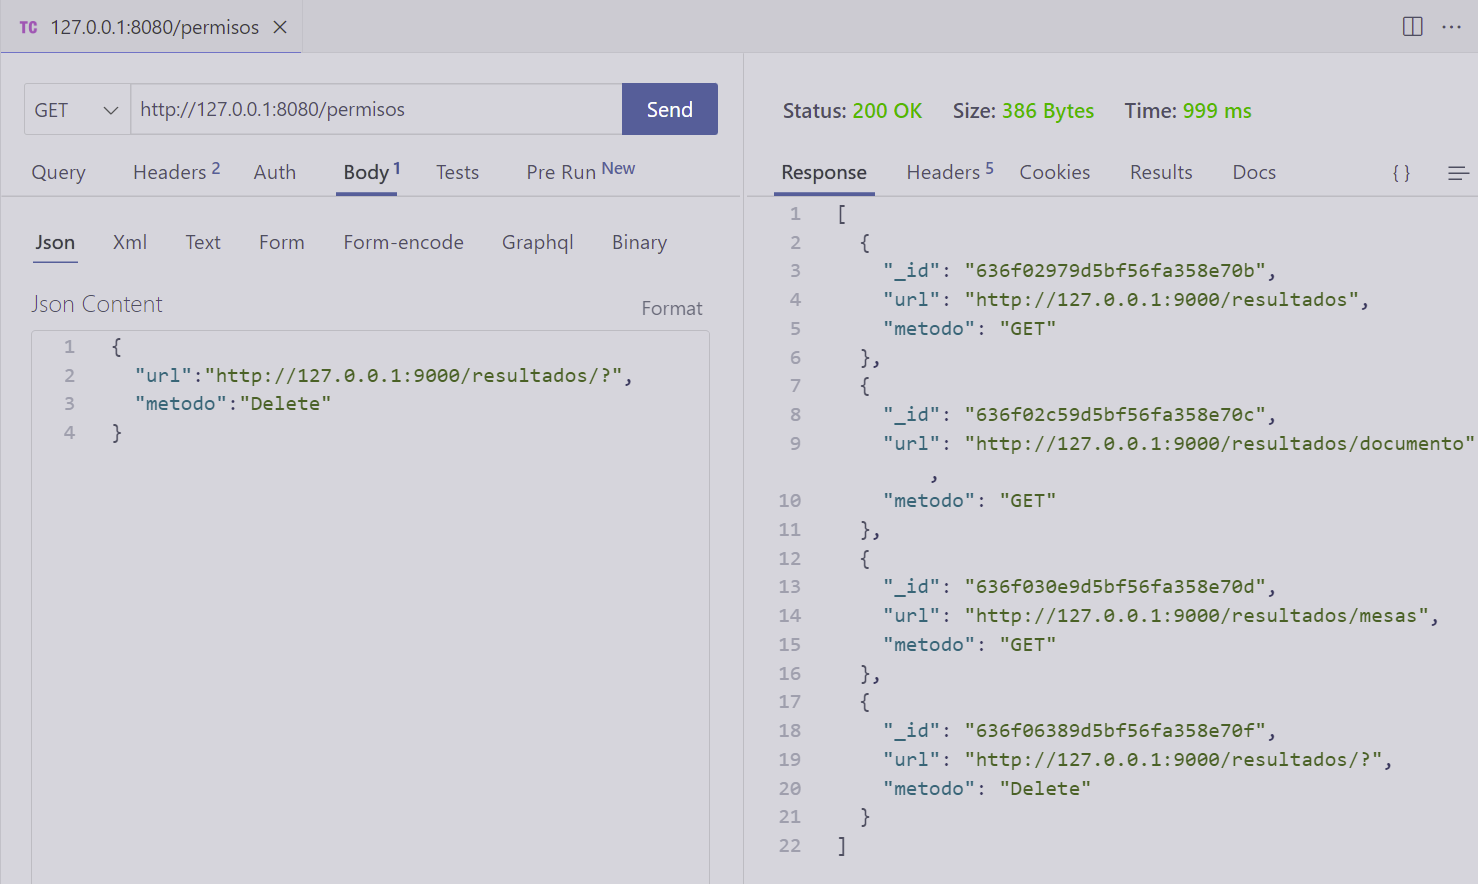 TC 127.0.0.1:8080/permisos
GET http://127.0.0.1:8080/permisos Send
Query Headers 2 Auth Body 1 Tests Pre Run New
Json Xml Text Form Form-encode Graphql Binary
Json Content Format
1 {
2 "url":"http://127.0.0.1:9000/resultados/?",
3 "metodo":"Delete"
4 }
Status: 200 OK Size: 386 Bytes Time: 999 ms
Response Headers 5 Cookies Results Docs { }
1 [
2 {
3 "_id": "636f02979d5bf56fa358e70b",
4 "url": "http://127.0.0.1:9000/resultados",
5 "metodo": "GET"
6 },
7 {
8 "_id": "636f02c59d5bf56fa358e70c",
9 "url": "http://127.0.0.1:9000/resultados/documento"
,
10 "metodo": "GET"
11 },
12 {
13 "_id": "636f030e9d5bf56fa358e70d",
14 "url": "http://127.0.0.1:9000/resultados/mesas",
15 "metodo": "GET"
16 },
17 {
18 "_id": "636f06389d5bf56fa358e70f",
19 "url": "http://127.0.0.1:9000/resultados/?",
20 "metodo": "Delete"
21 }
22 ]